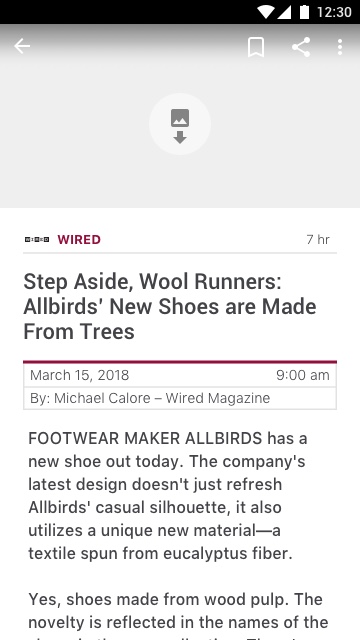 12:30
WIRED WIRED 7 hr
Step Aside, Wool Runners:
Allbirds' New Shoes are Made
From Trees
March 15, 2018 9:00 am
By: Michael Calore – Wired Magazine
FOOTWEAR MAKER ALLBIRDS has a
new shoe out today. The company's
latest design doesn't just refresh
Allbirds' casual silhouette, it also
utilizes a unique new material—a
textile spun from eucalyptus fiber.
Yes, shoes made from wood pulp. The
novelty is reflected in the names of the